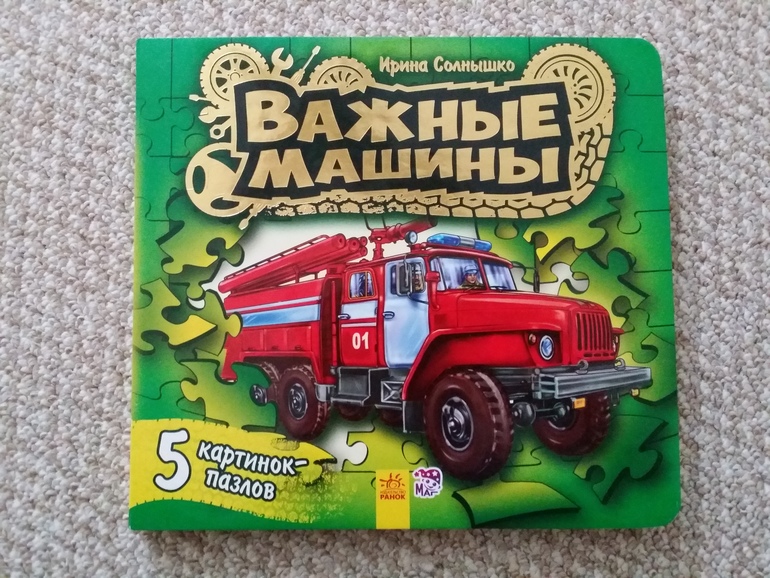 Ирина Солнышко
Важные
машины
01
5 картинок-
пазлов
РАНОК
МАГ